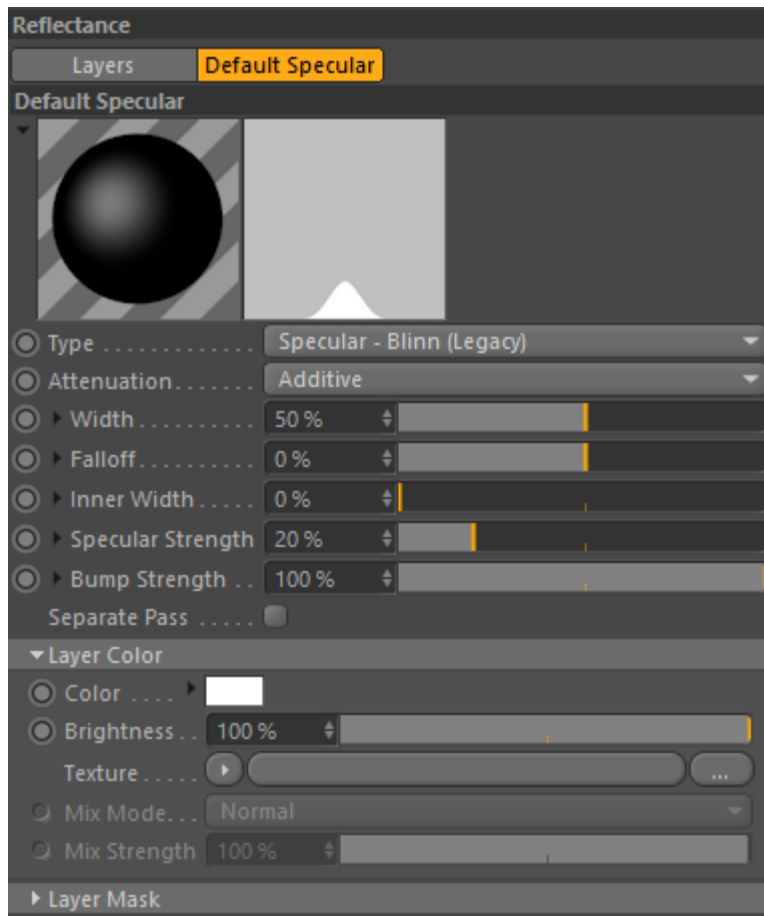 Reflectance
Layers Default Specular
Default Specular
Type . . . . . . . . . . . . . Specular - Blinn (Legacy)
Attenuation . . . . . . . Additive
Width . . . . . . . . . . 50 %
Falloff . . . . . . . . . . 0 %
Inner Width . . . . . 0 %
Specular Strength 20 %
Bump Strength . . 100 %
Separate Pass . . . . .
Layer Color
Color . . . .
Brightness . . 100 %
Texture . . . . . ...
Mix Mode. . . Normal
Mix Strength 100 %
Layer Mask